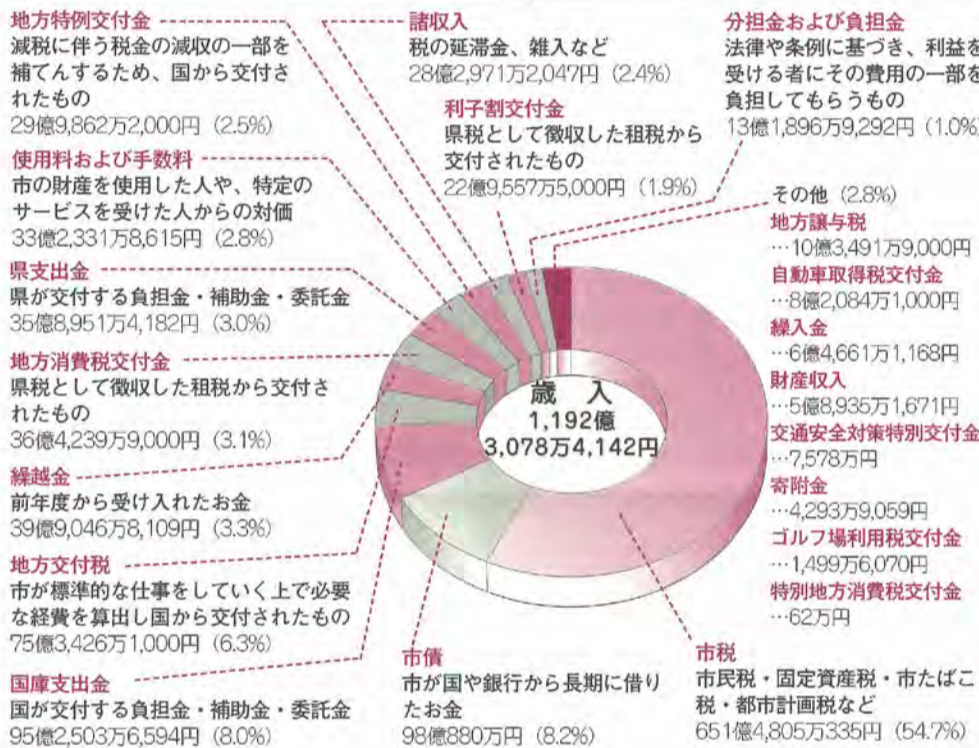 地方特例交付金
減税に伴う税金の減収の一部を
補てんするため、国から交付さ
れたもの
29億9,862万2,000円（2.5%）
使用料および手数料
市の財産を使用した人や、特定の
サービスを受けた人からの対価
33億2,331万8,615円（2.8%）
県支出金
県が交付する負担金・補助金・委託金
35億8,951万4,182円（3.0%）
地方消費税交付金
県税として徴収した租税から交付さ
れたもの
36億4,239万9,000円（3.1%）
繰越金
前年度から受け入れたお金
39億9,046万8,109円（3.3%）
地方交付税
市が標準的な仕事をしていく上で必要
な経費を算出し国から交付されたもの
75億3,426万1,000円（6.3%）
国庫支出金
国が交付する負担金・補助金・委託金
95億2,503万6,594円（8.0%）
諸収入
税の延滞金、雑入など
28億2,971万2,047円（2.4%）
利子割交付金
県税として徴収した租税から
交付されたもの
22億9,557万5,000円（1.9%）
分担金および負担金
法律や条例に基づき、利益を
受ける者にその費用の一部を
負担してもらうもの
13億1,896万9,292円（1.0%）
その他（2.8%）
地方譲与税
…10億3,491万9,000円
自動車取得税交付金
…8億2,084万1,000円
繰入金
…6億4,661万1,168円
財産収入
…5億8,935万1,671円
交通安全対策特別交付金
…7,578万円
寄附金
…4,293万9,059円
ゴルフ場利用税交付金
…1,499万6,070円
特別地方消費税交付金
…62万円
歳 入
1,192億
3,078万4,142円
市債
市が国や銀行から長期に借り
たお金
98億880万円（8.2%）
市税
市民税・固定資産税・市たばこ
税・都市計画税など
651億4,805万335円（54.7%）